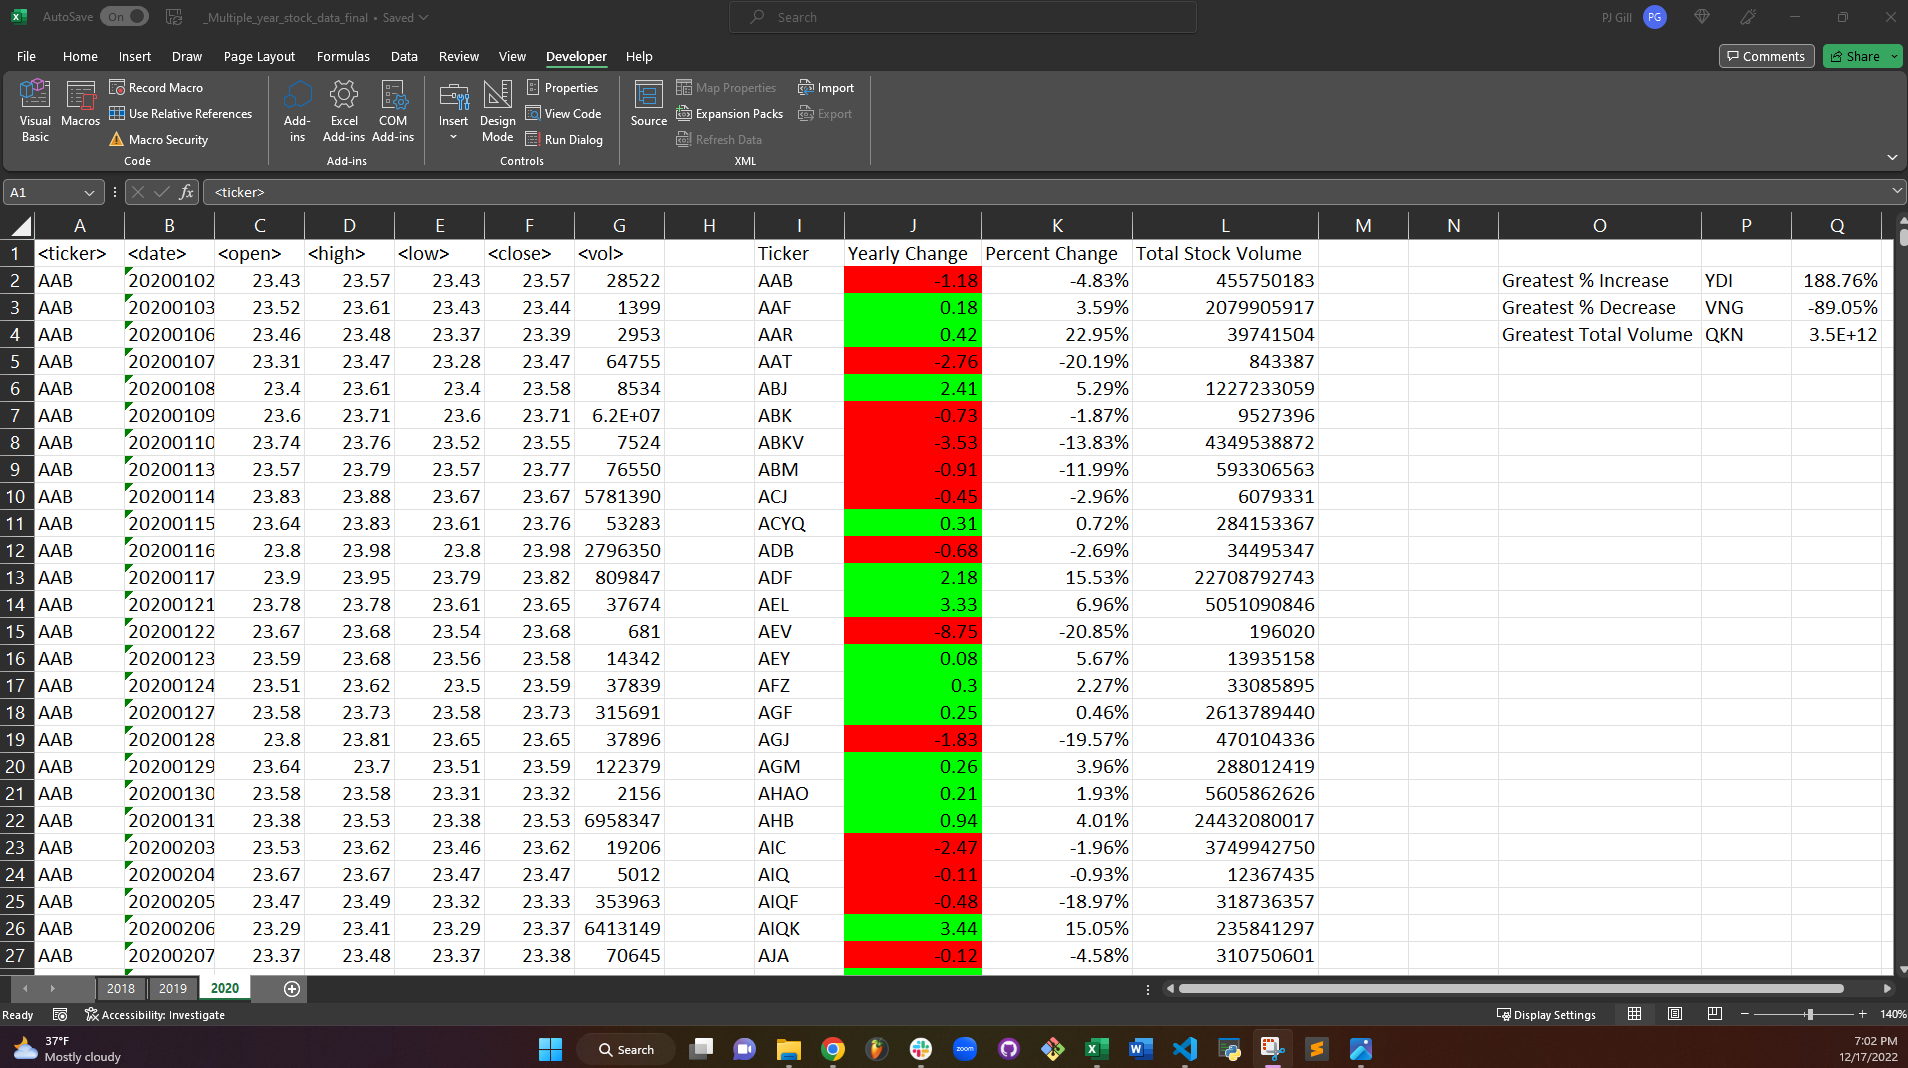 AutoSave On _Multiple_year_stock_data_final • Saved Search PJ Gill PG
File Home Insert Draw Page Layout Formulas Data Review View Developer Help Comments Share
Visual Basic Macros Record Macro Use Relative References Macro Security Code
Add-ins Excel Add-ins COM Add-ins Add-ins
Insert Design Mode Properties View Code Run Dialog Controls
Source Map Properties Expansion Packs Refresh Data Import Export XML
A1 fx <ticker>
A B C D E F G H I J K L M N O P Q
1 <ticker> <date> <open> <high> <low> <close> <vol> Ticker Yearly Change Percent Change Total Stock Volume
2 AAB 20200102 23.43 23.57 23.43 23.57 28522 AAB -1.18 -4.83% 455750183 Greatest % Increase YDI 188.76%
3 AAB 20200103 23.52 23.61 23.43 23.44 1399 AAF 0.18 3.59% 2079905917 Greatest % Decrease VNG -89.05%
4 AAB 20200106 23.46 23.48 23.37 23.39 2953 AAR 0.42 22.95% 39741504 Greatest Total Volume QKN 3.5E+12
5 AAB 20200107 23.31 23.47 23.28 23.47 64755 AAT -2.76 -20.19% 843387
6 AAB 20200108 23.4 23.61 23.4 23.58 8534 ABJ 2.41 5.29% 1227233059
7 AAB 20200109 23.6 23.71 23.6 23.71 6.2E+07 ABK -0.73 -1.87% 9527396
8 AAB 20200110 23.74 23.76 23.52 23.55 7524 ABKV -3.53 -13.83% 4349538872
9 AAB 20200113 23.57 23.79 23.57 23.77 76550 ABM -0.91 -11.99% 593306563
10 AAB 20200114 23.83 23.88 23.67 23.67 5781390 ACJ -0.45 -2.96% 6079331
11 AAB 20200115 23.64 23.83 23.61 23.76 53283 ACYQ 0.31 0.72% 284153367
12 AAB 20200116 23.8 23.98 23.8 23.98 2796350 ADB -0.68 -2.69% 34495347
13 AAB 20200117 23.9 23.95 23.79 23.82 809847 ADF 2.18 15.53% 22708792743
14 AAB 20200121 23.78 23.78 23.61 23.65 37674 AEL 3.33 6.96% 5051090846
15 AAB 20200122 23.67 23.68 23.54 23.68 681 AEV -8.75 -20.85% 196020
16 AAB 20200123 23.59 23.68 23.56 23.58 14342 AEY 0.08 5.67% 13935158
17 AAB 20200124 23.51 23.62 23.5 23.59 37839 AFZ 0.3 2.27% 33085895
18 AAB 20200127 23.58 23.73 23.58 23.73 315691 AGF 0.25 0.46% 2613789440
19 AAB 20200128 23.8 23.81 23.65 23.65 37896 AGJ -1.83 -19.57% 470104336
20 AAB 20200129 23.64 23.7 23.51 23.59 122379 AGM 0.26 3.96% 288012419
21 AAB 20200130 23.58 23.58 23.31 23.32 2156 AHAO 0.21 1.93% 5605862626
22 AAB 20200131 23.38 23.53 23.38 23.53 6958347 AHB 0.94 4.01% 24432080017
23 AAB 20200203 23.53 23.62 23.46 23.62 19206 AIC -2.47 -1.96% 3749942750
24 AAB 20200204 23.67 23.67 23.47 23.47 5012 AIQ -0.11 -0.93% 12367435
25 AAB 20200205 23.47 23.49 23.32 23.33 353963 AIQF -0.48 -18.97% 318736357
26 AAB 20200206 23.29 23.41 23.29 23.37 6413149 AIQK 3.44 15.05% 235841297
27 AAB 20200207 23.37 23.48 23.37 23.38 70645 AJA -0.12 -4.58% 310750601
2018 2019 2020
Ready Accessibility: Investigate Display Settings 140%
37°F Mostly cloudy Search zoom 7:02 PM
12/17/2022